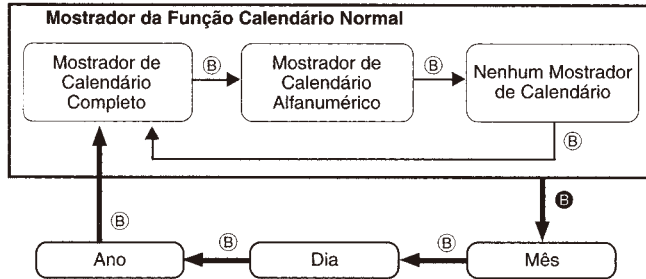 Mostrador da Função Calendário Normal
Mostrador de
Calendário
Completo
B
Mostrador de
Calendário
Alfanumérico
B
Nenhum Mostrador
de Calendário
B
B
B
Ano
B
Dia
B
Mês